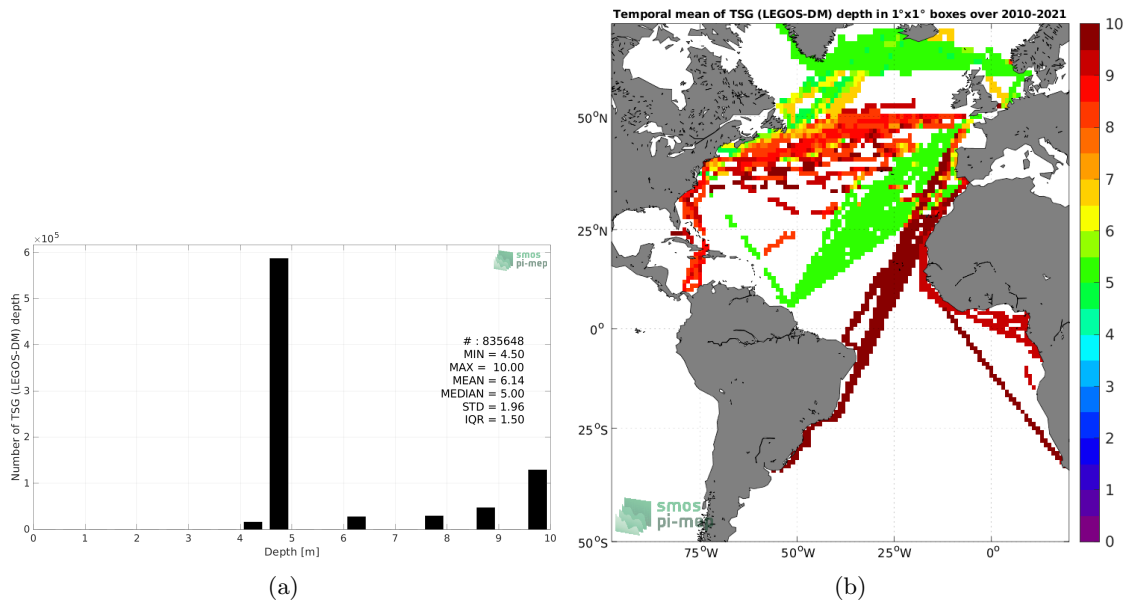 Temporal mean of TSG (LEGOS-DM) depth in 1°x1° boxes over 2010-2021
×10⁵
6
5
4
3
2
1
0
Number of TSG (LEGOS-DM) depth
smos
pi-mep
# : 835648
MIN = 4.50
MAX = 10.00
MEAN = 6.14
MEDIAN = 5.00
STD = 1.96
IQR = 1.50
0 1 2 3 4 5 6 7 8 9 10
Depth [m]
(a)
50°N
25°N
0°
25°S
50°S
75°W 50°W 25°W 0°
smos
pi-mep
10
9
8
7
6
5
4
3
2
1
0
(b)